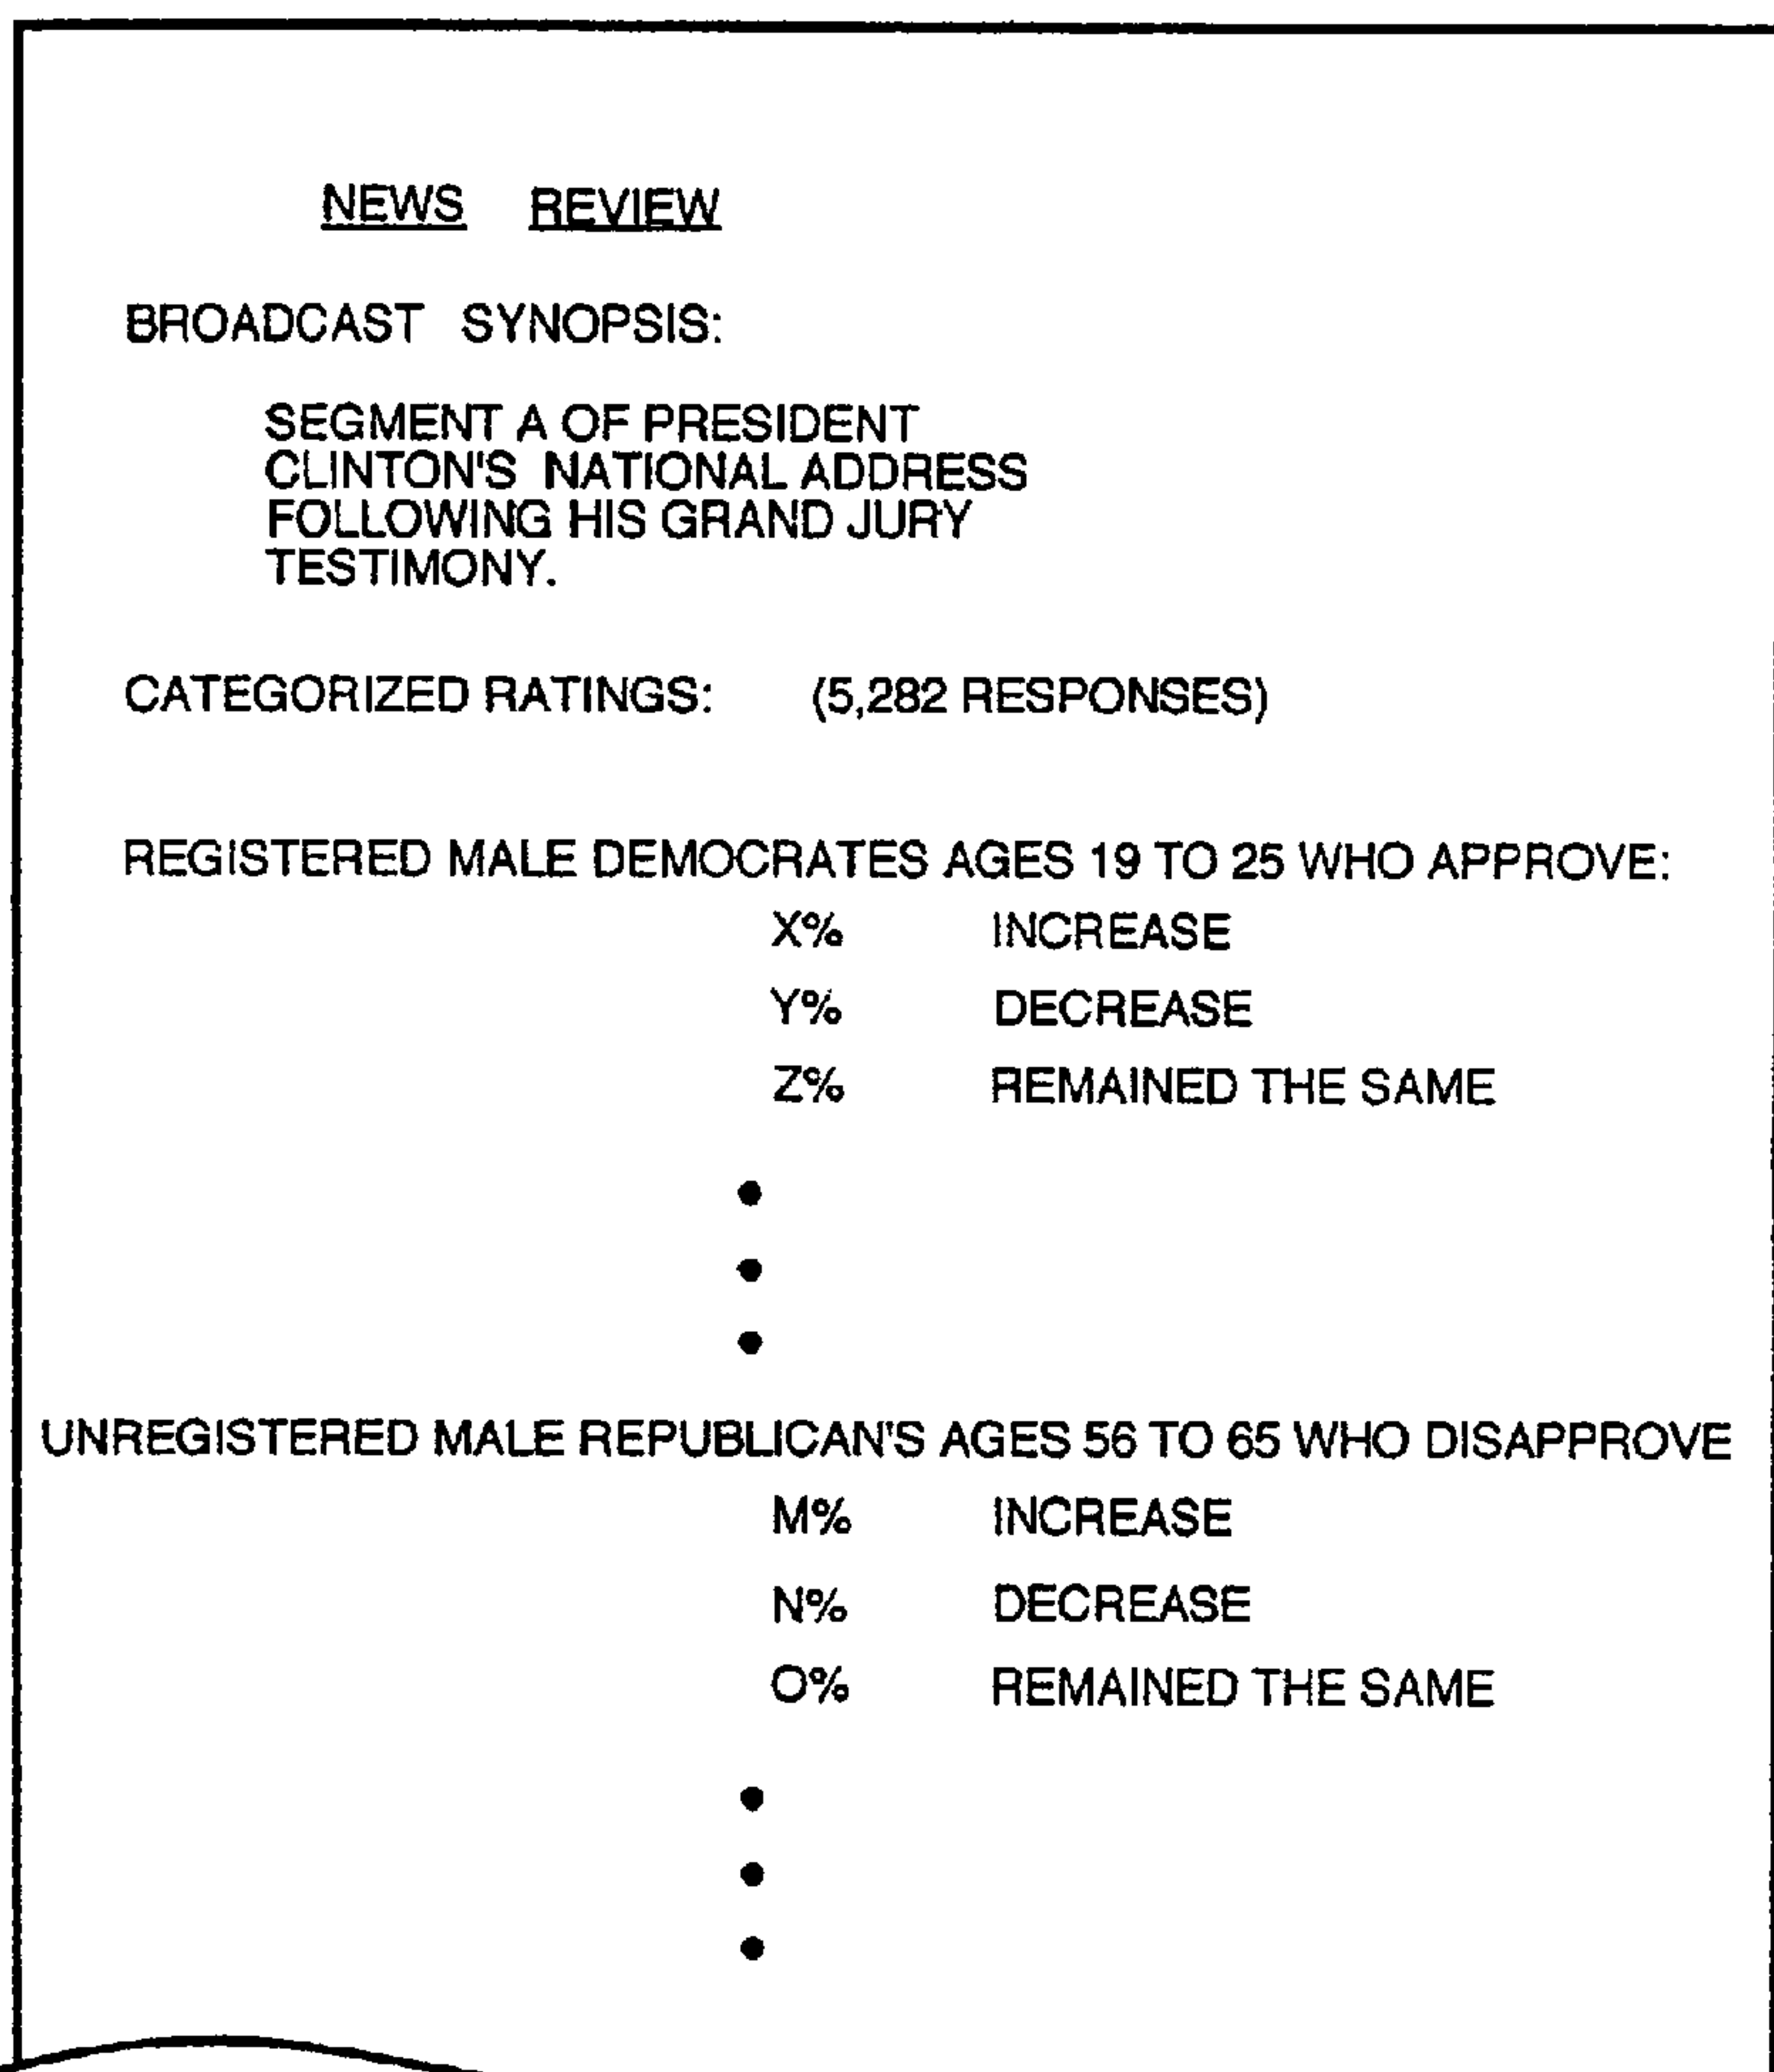 NEWS REVIEW
BROADCAST SYNOPSIS:
SEGMENT A OF PRESIDENT
CLINTON'S NATIONAL ADDRESS
FOLLOWING HIS GRAND JURY
TESTIMONY.
CATEGORIZED RATINGS: (5,282 RESPONSES)
REGISTERED MALE DEMOCRATES AGES 19 TO 25 WHO APPROVE:
X% INCREASE
Y% DECREASE
Z% REMAINED THE SAME
UNREGISTERED MALE REPUBLICAN'S AGES 56 TO 65 WHO DISAPPROVE
M% INCREASE
N% DECREASE
O% REMAINED THE SAME